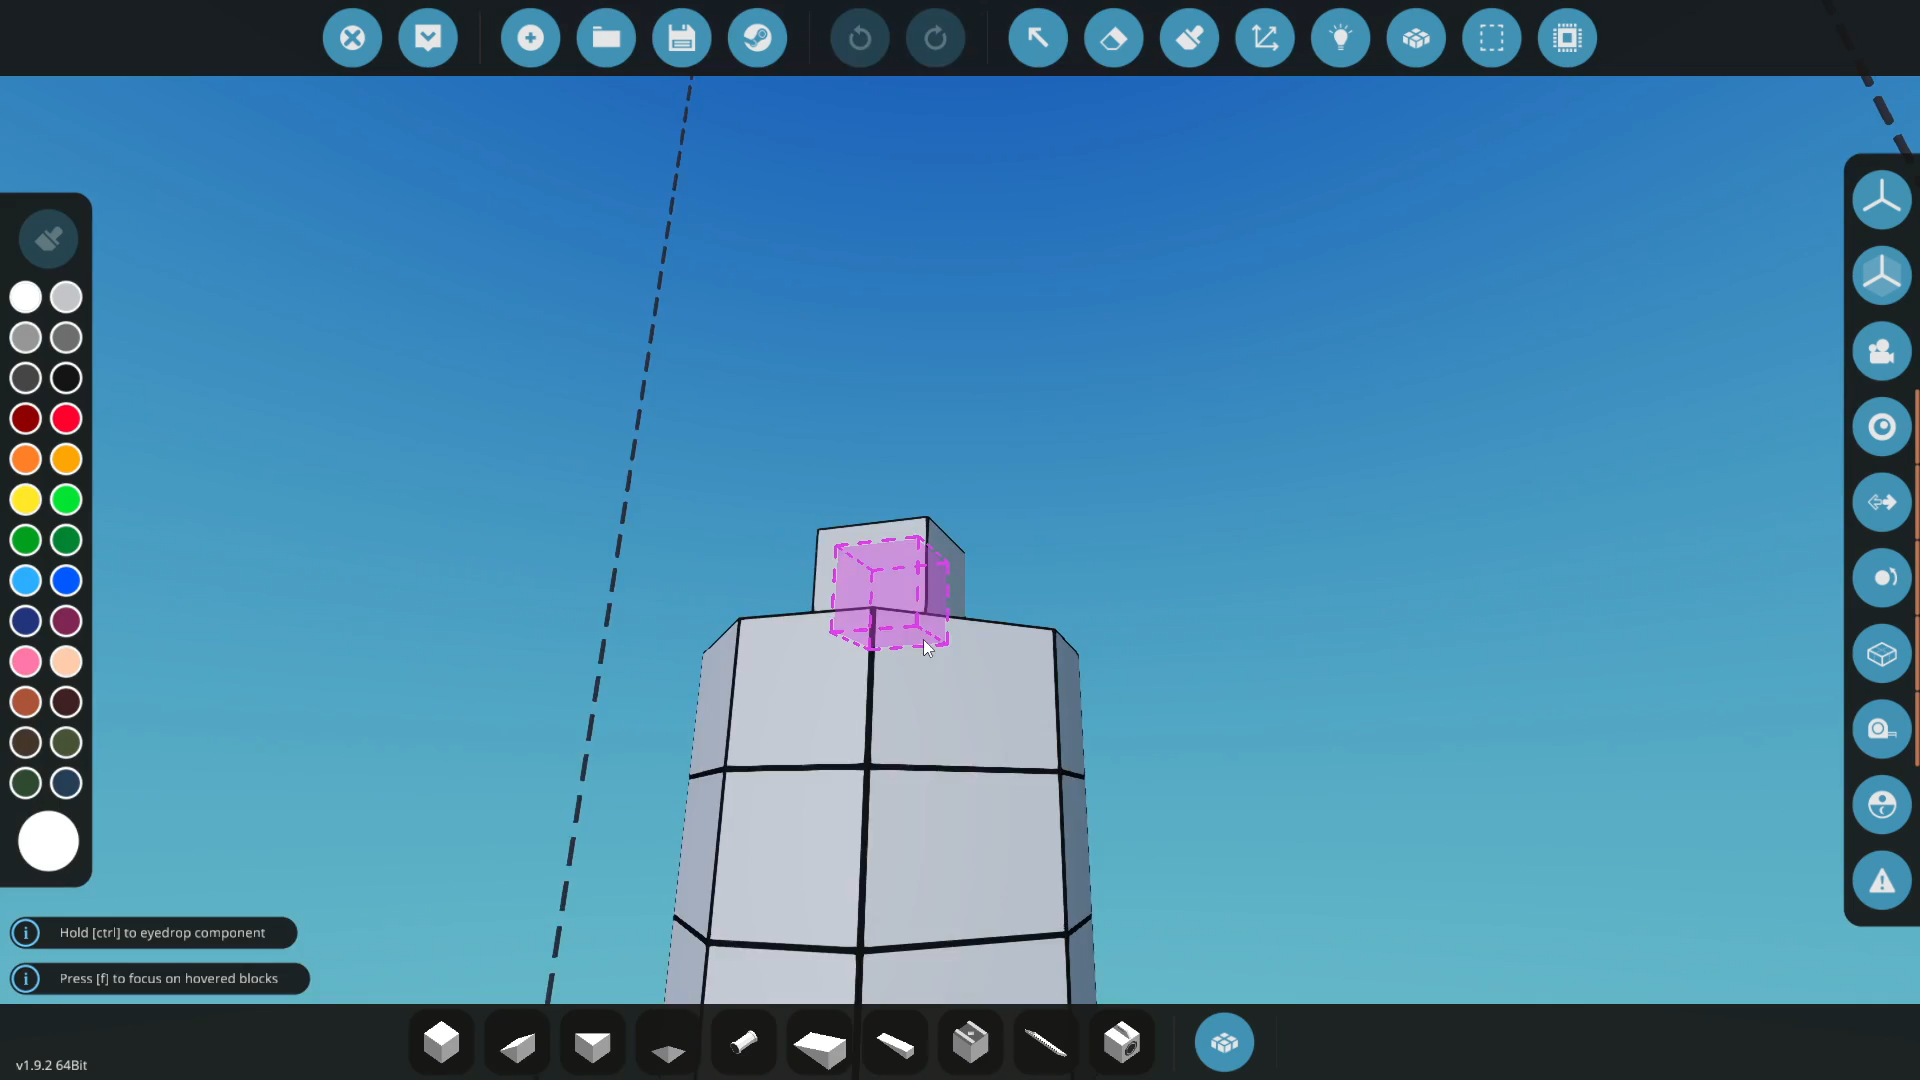 Hold [ctrl] to eyedrop component
Press [f] to focus on hovered blocks
v1.9.2 64Bit